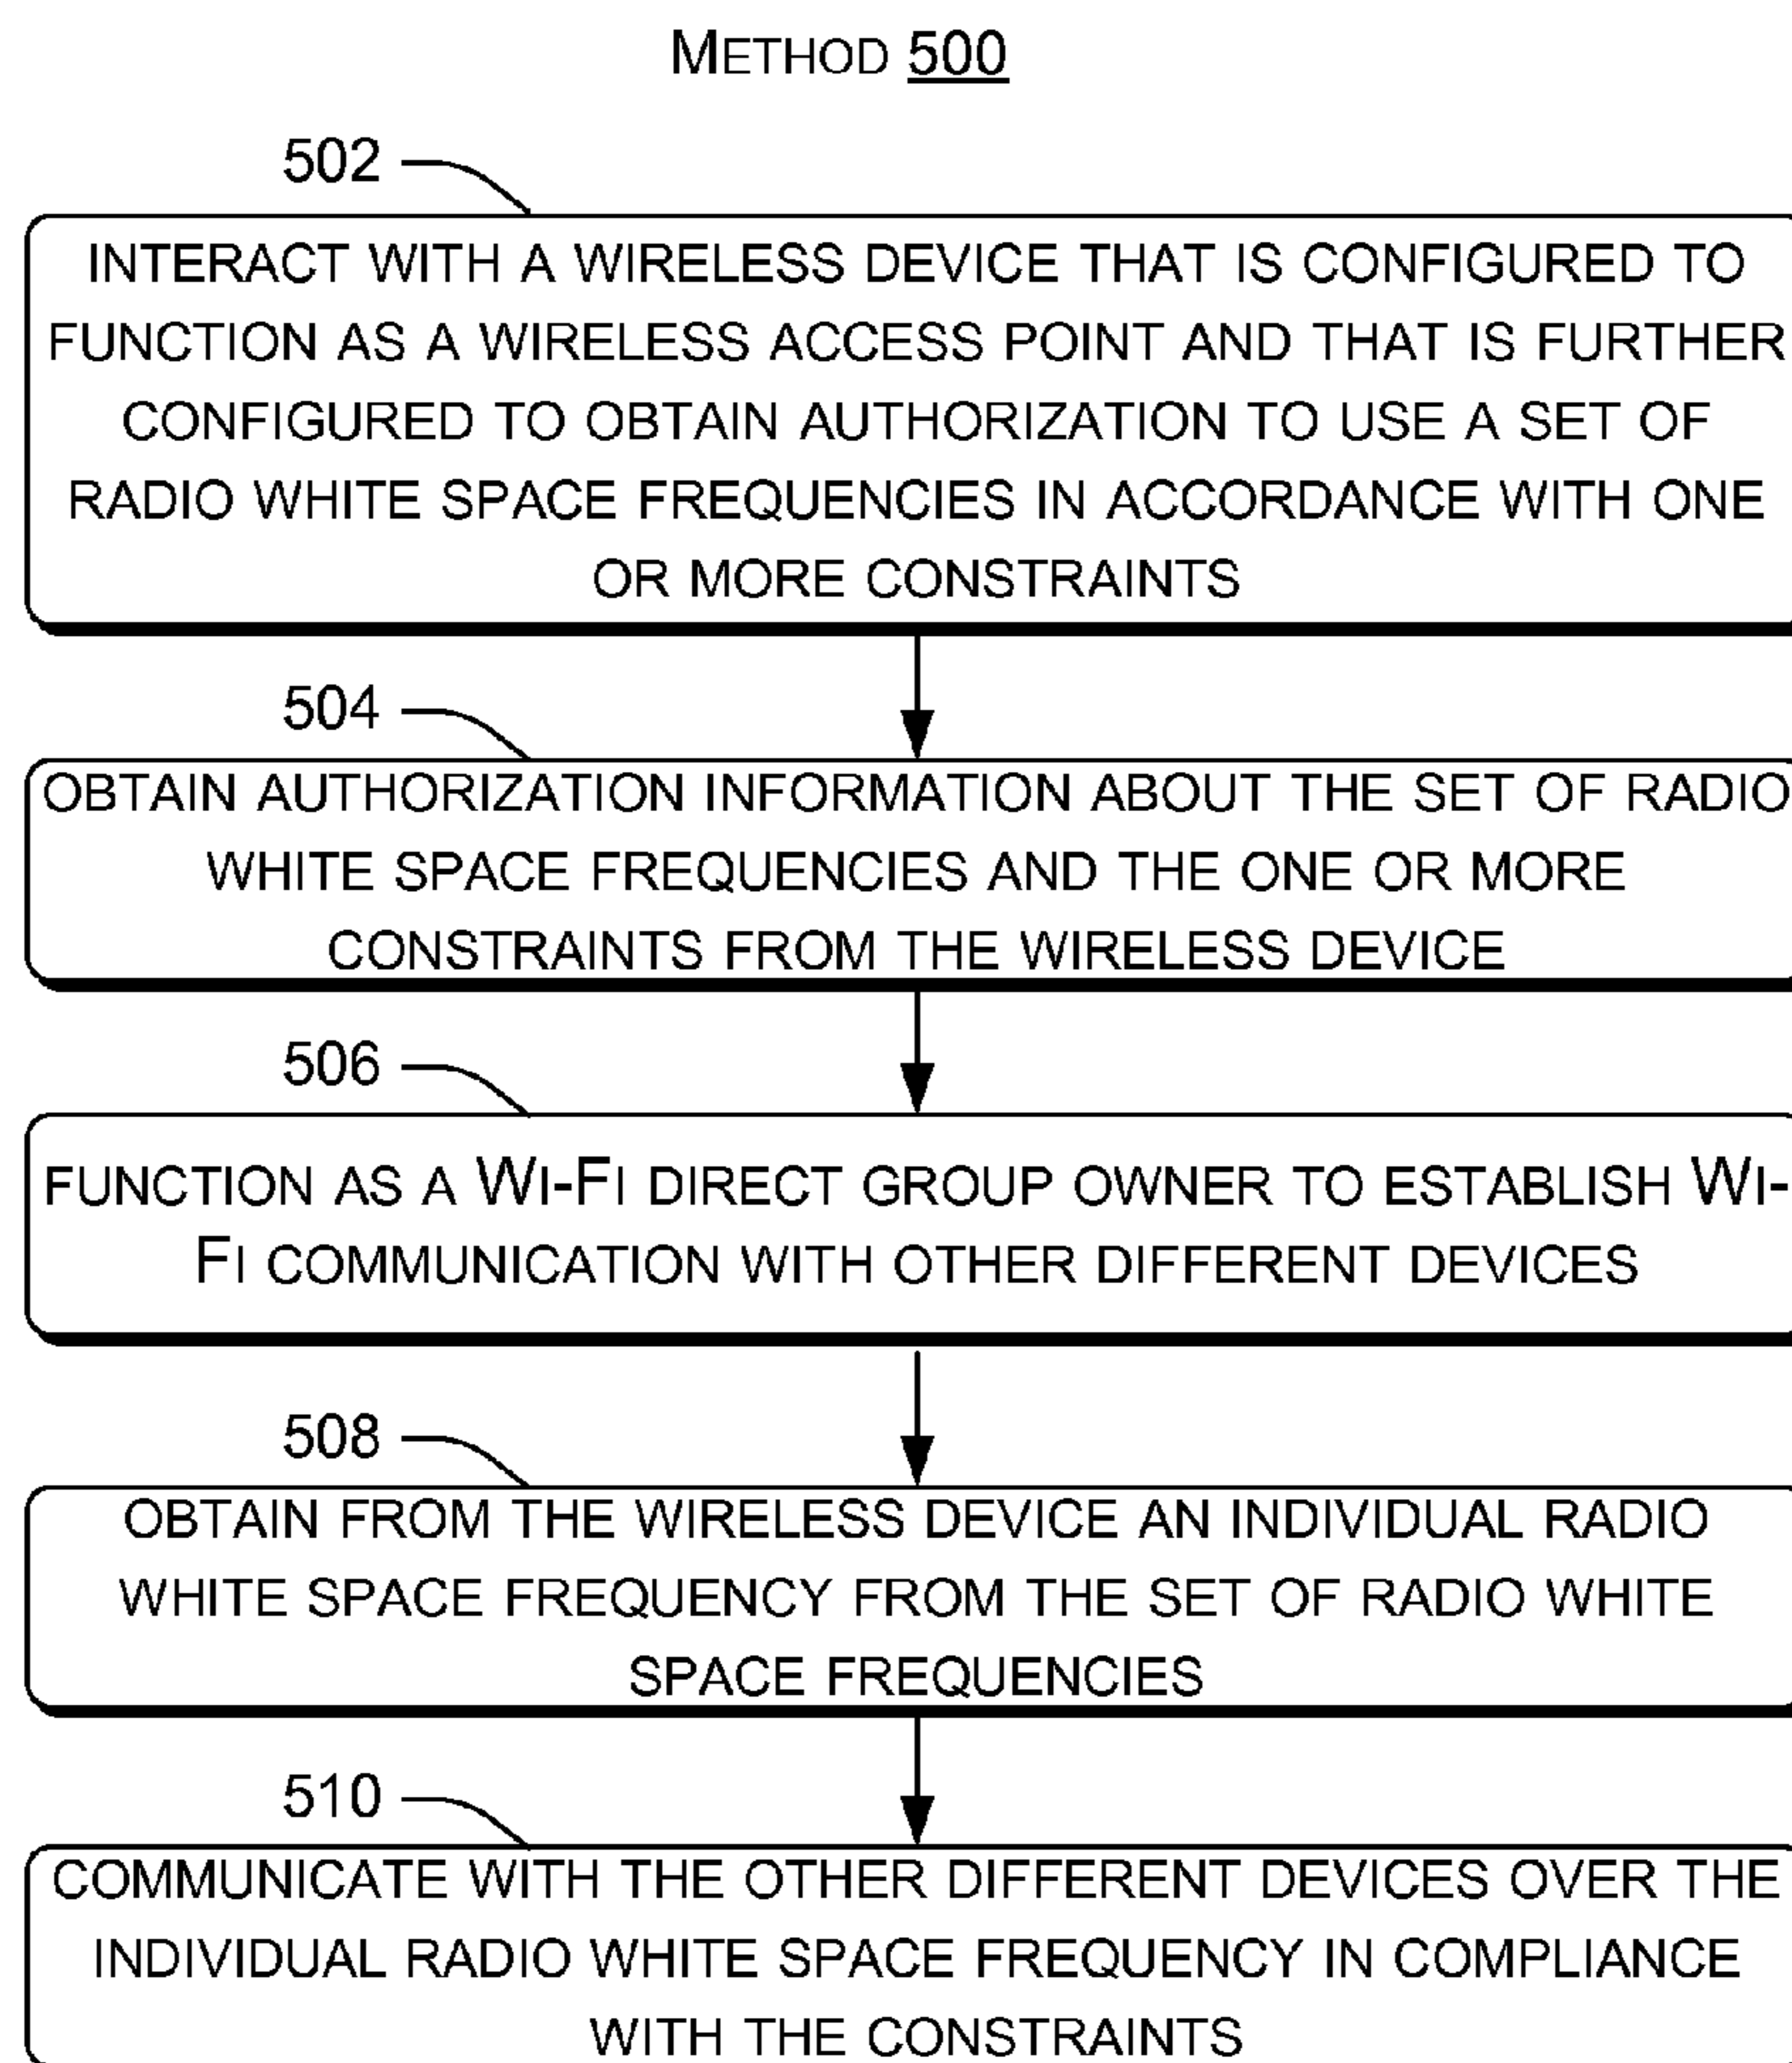 METHOD 500
502
INTERACT WITH A WIRELESS DEVICE THAT IS CONFIGURED TO
FUNCTION AS A WIRELESS ACCESS POINT AND THAT IS FURTHER
CONFIGURED TO OBTAIN AUTHORIZATION TO USE A SET OF
RADIO WHITE SPACE FREQUENCIES IN ACCORDANCE WITH ONE
OR MORE CONSTRAINTS
504
OBTAIN AUTHORIZATION INFORMATION ABOUT THE SET OF RADIO
WHITE SPACE FREQUENCIES AND THE ONE OR MORE
CONSTRAINTS FROM THE WIRELESS DEVICE
506
FUNCTION AS A WI-FI DIRECT GROUP OWNER TO ESTABLISH WI-
FI COMMUNICATION WITH OTHER DIFFERENT DEVICES
508
OBTAIN FROM THE WIRELESS DEVICE AN INDIVIDUAL RADIO
WHITE SPACE FREQUENCY FROM THE SET OF RADIO WHITE
SPACE FREQUENCIES
510
COMMUNICATE WITH THE OTHER DIFFERENT DEVICES OVER THE
INDIVIDUAL RADIO WHITE SPACE FREQUENCY IN COMPLIANCE
WITH THE CONSTRAINTS